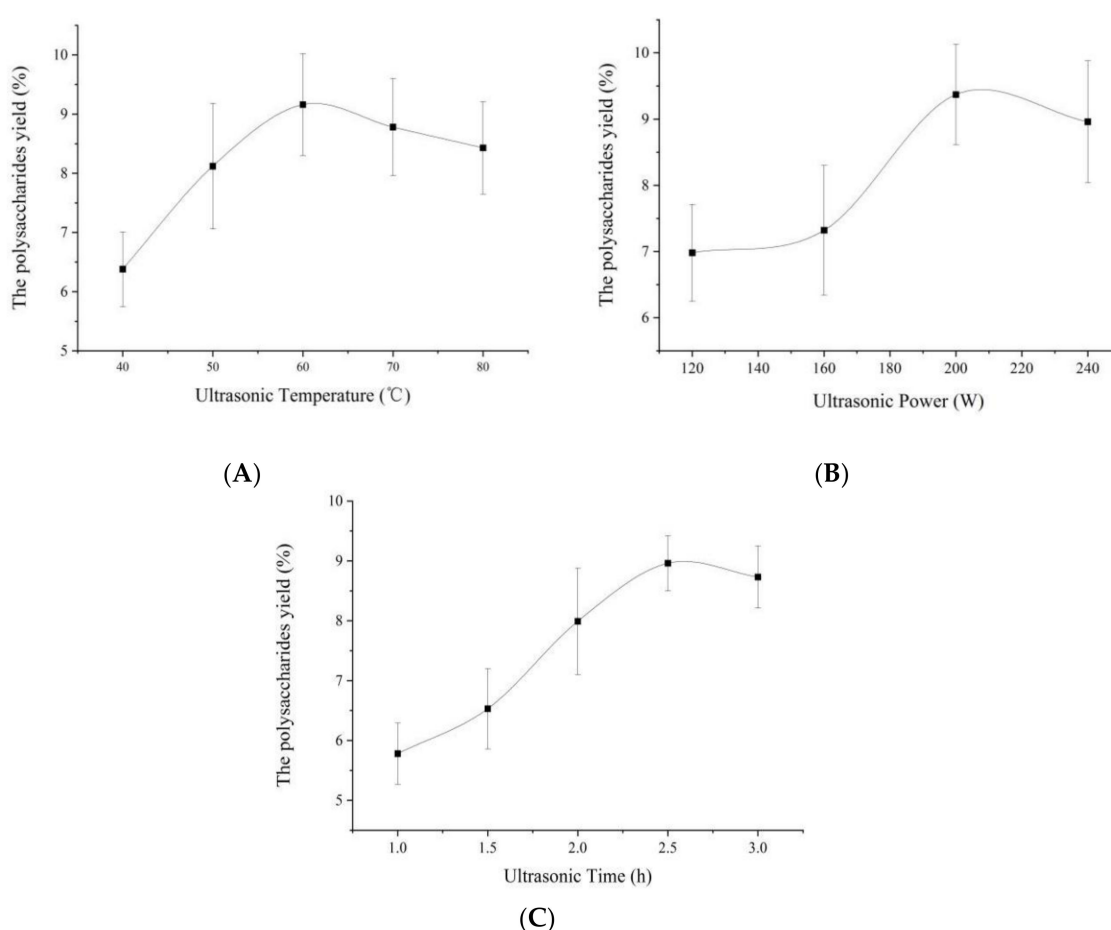 The polysaccharides yield (%)
10
9
8
7
6
5
40 50 60 70 80
Ultrasonic Temperature (℃)
(A)
The polysaccharides yield (%)
10
9
8
7
6
120 140 160 180 200 220 240
Ultrasonic Power (W)
(B)
The polysaccharides yield (%)
10
9
8
7
6
5
1.0 1.5 2.0 2.5 3.0
Ultrasonic Time (h)
(C)